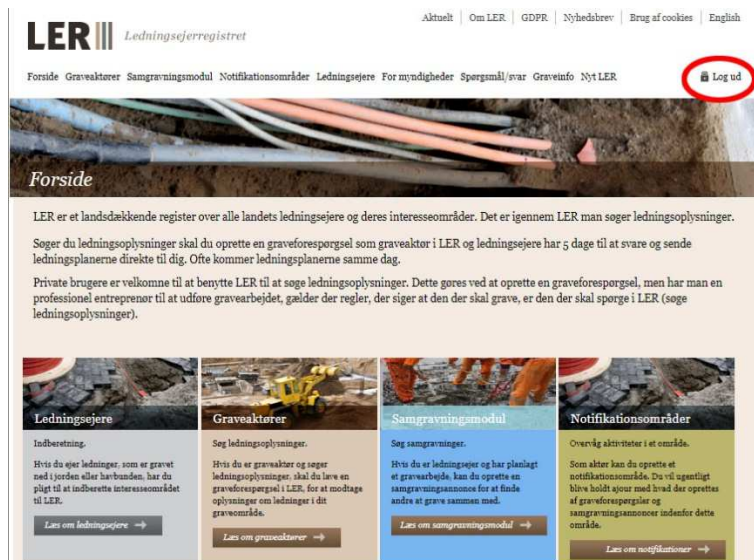 Aktuelt Om LER GDPR Nyhedsbrev Brug af cookies English
LER Ledningsejerregistret
Forside Graveaktører Samgravningsmodul Notifikationsområder Ledningsejere For myndigheder Spørgsmål/svar Graveinfo Nyt LER Log ud
Forside
LER er et landsdækkende register over alle landets ledningsejere og deres interesseområder. Det er igennem LER man søger ledningsoplysninger.
Søger du ledningsoplysninger skal du oprette en graveforespørgsel som graveaktør i LER og ledningsejere har 5 dage til at svare og sende
ledningsplanerne direkte til dig. Ofte kommer ledningsplanerne samme dag.
Private brugere er velkomne til at benytte LER til at søge ledningsoplysninger. Dette gøres ved at oprette en graveforespørgsel, men har man en
professionel entreprenør til at udføre gravearbejdet, gælder der regler, der siger at den der skal grave, er den der skal spørge i LER (søge
ledningsoplysninger).
Ledningsejere
Indberetning.
Hvis du ejer ledninger, som er gravet
ned i jorden eller havbunden, har du
pligt til at indberette interesseområdet
til LER.
Læs om ledningsejere
Graveaktører
Søg ledningsoplysninger.
Hvis du er graveaktør og søger
ledningsoplysninger, skal du lave en
graveforespørgsel i LER, for at modtage
oplysninger om ledninger i dit
graveområde.
Læs om graveaktører
Samgravningsmodul
Søg samgravninger.
Hvis du er ledningsejer og har planlagt
et gravearbejde, kan du oprette en
samgravningsannonce for at finde
andre at grave sammen med.
Læs om samgravningsmodul
Notifikationsområder
Overvåg aktiviteter i et område.
Som aktør kan du oprette et
notifikationsområde. Du vil ugentligt
blive holdt ajour med hvad der oprettes
af graveforespørgsler og
samgravningsannoncer indenfor dette
område.
Læs om notifikationer